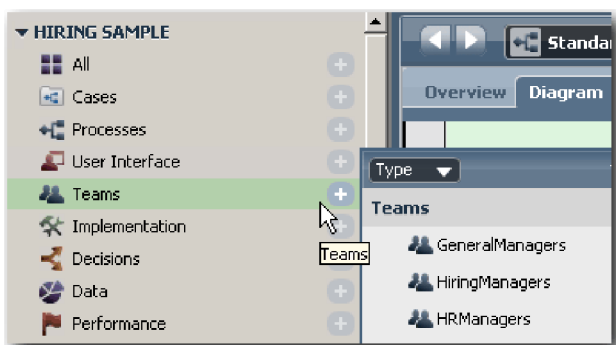 HIRING SAMPLE
All
Cases
Processes
User Interface
Teams
Implementation
Decisions
Data
Performance
Standa
Overview
Diagram
Type
Teams
GeneralManagers
HiringManagers
HRManagers
Teams